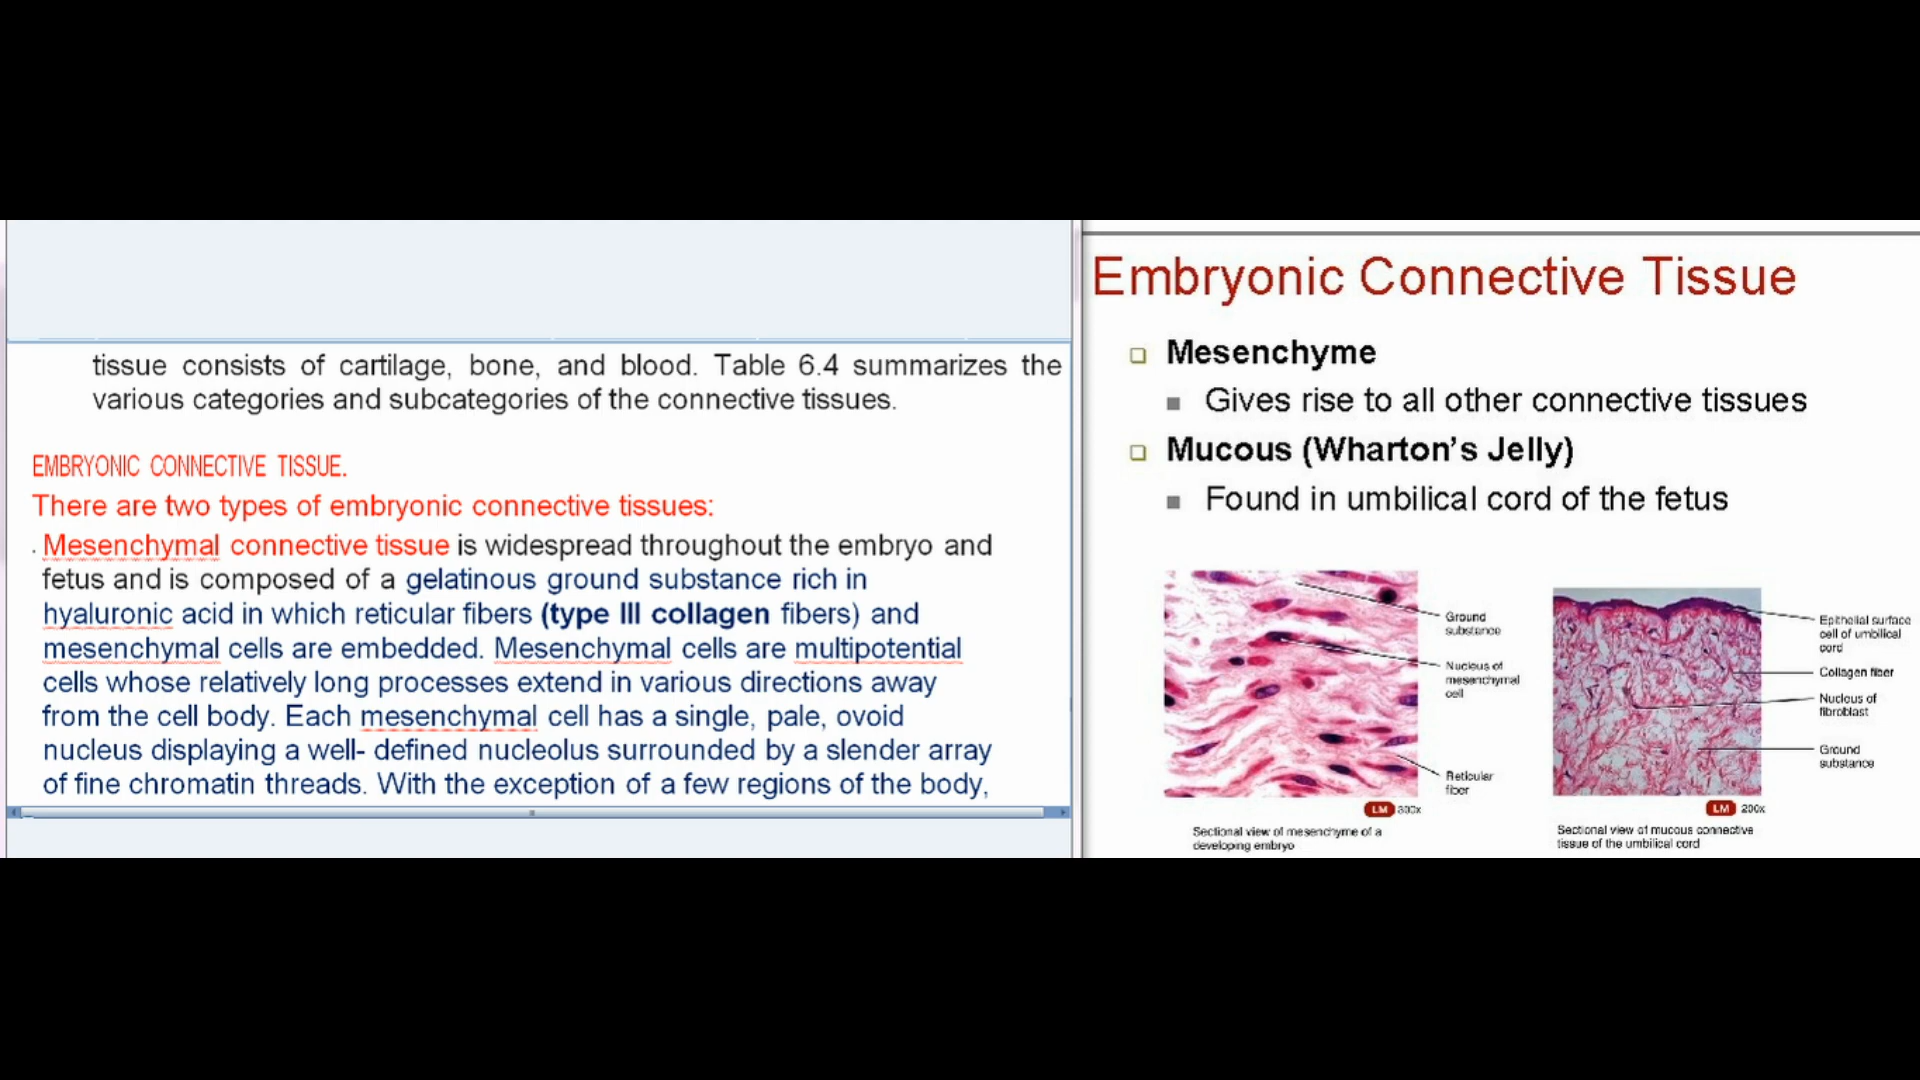 tissue consists of cartilage, bone, and blood. Table 6.4 summarizes the
various categories and subcategories of the connective tissues.
EMBRYONIC CONNECTIVE TISSUE.
There are two types of embryonic connective tissues:
Mesenchymal connective tissue is widespread throughout the embryo and
fetus and is composed of a gelatinous ground substance rich in
hyaluronic acid in which reticular fibers (type III collagen fibers) and
mesenchymal cells are embedded. Mesenchymal cells are multipotential
cells whose relatively long processes extend in various directions away
from the cell body. Each mesenchymal cell has a single, pale, ovoid
nucleus displaying a well- defined nucleolus surrounded by a slender array
of fine chromatin threads. With the exception of a few regions of the body,
Embryonic Connective Tissue
Mesenchyme
Gives rise to all other connective tissues
Mucous (Wharton's Jelly)
Found in umbilical cord of the fetus
Ground
substance
Nucleus of
mesenchymal
cell
Reticular
fiber
LM 300x
Sectional view of mesenchyme of a
developing embryo
Epithelial surface
cell of umbilical
cord
Collagen fiber
Nucleus of
fibroblast
Ground
substance
LM 200x
Sectional view of mucous connective
tissue of the umbilical cord